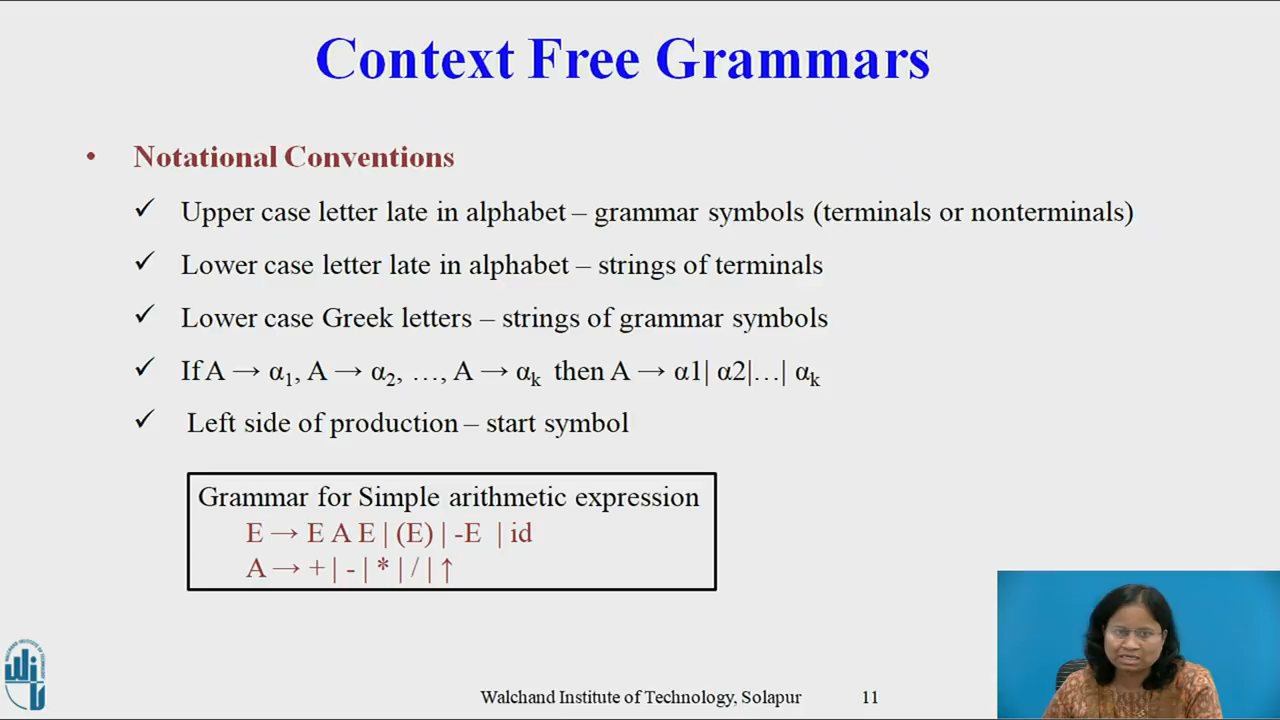 Context Free Grammars
• Notational Conventions
✓ Upper case letter late in alphabet – grammar symbols (terminals or nonterminals)
✓ Lower case letter late in alphabet – strings of terminals
✓ Lower case Greek letters – strings of grammar symbols
✓ If A → α₁, A → α₂, …, A → αₖ then A → α1| α2|…| αₖ
✓ Left side of production – start symbol
Grammar for Simple arithmetic expression
E → E A E | (E) | -E | id
A → + | - | * | / | ↑
Walchand Institute of Technology, Solapur 11